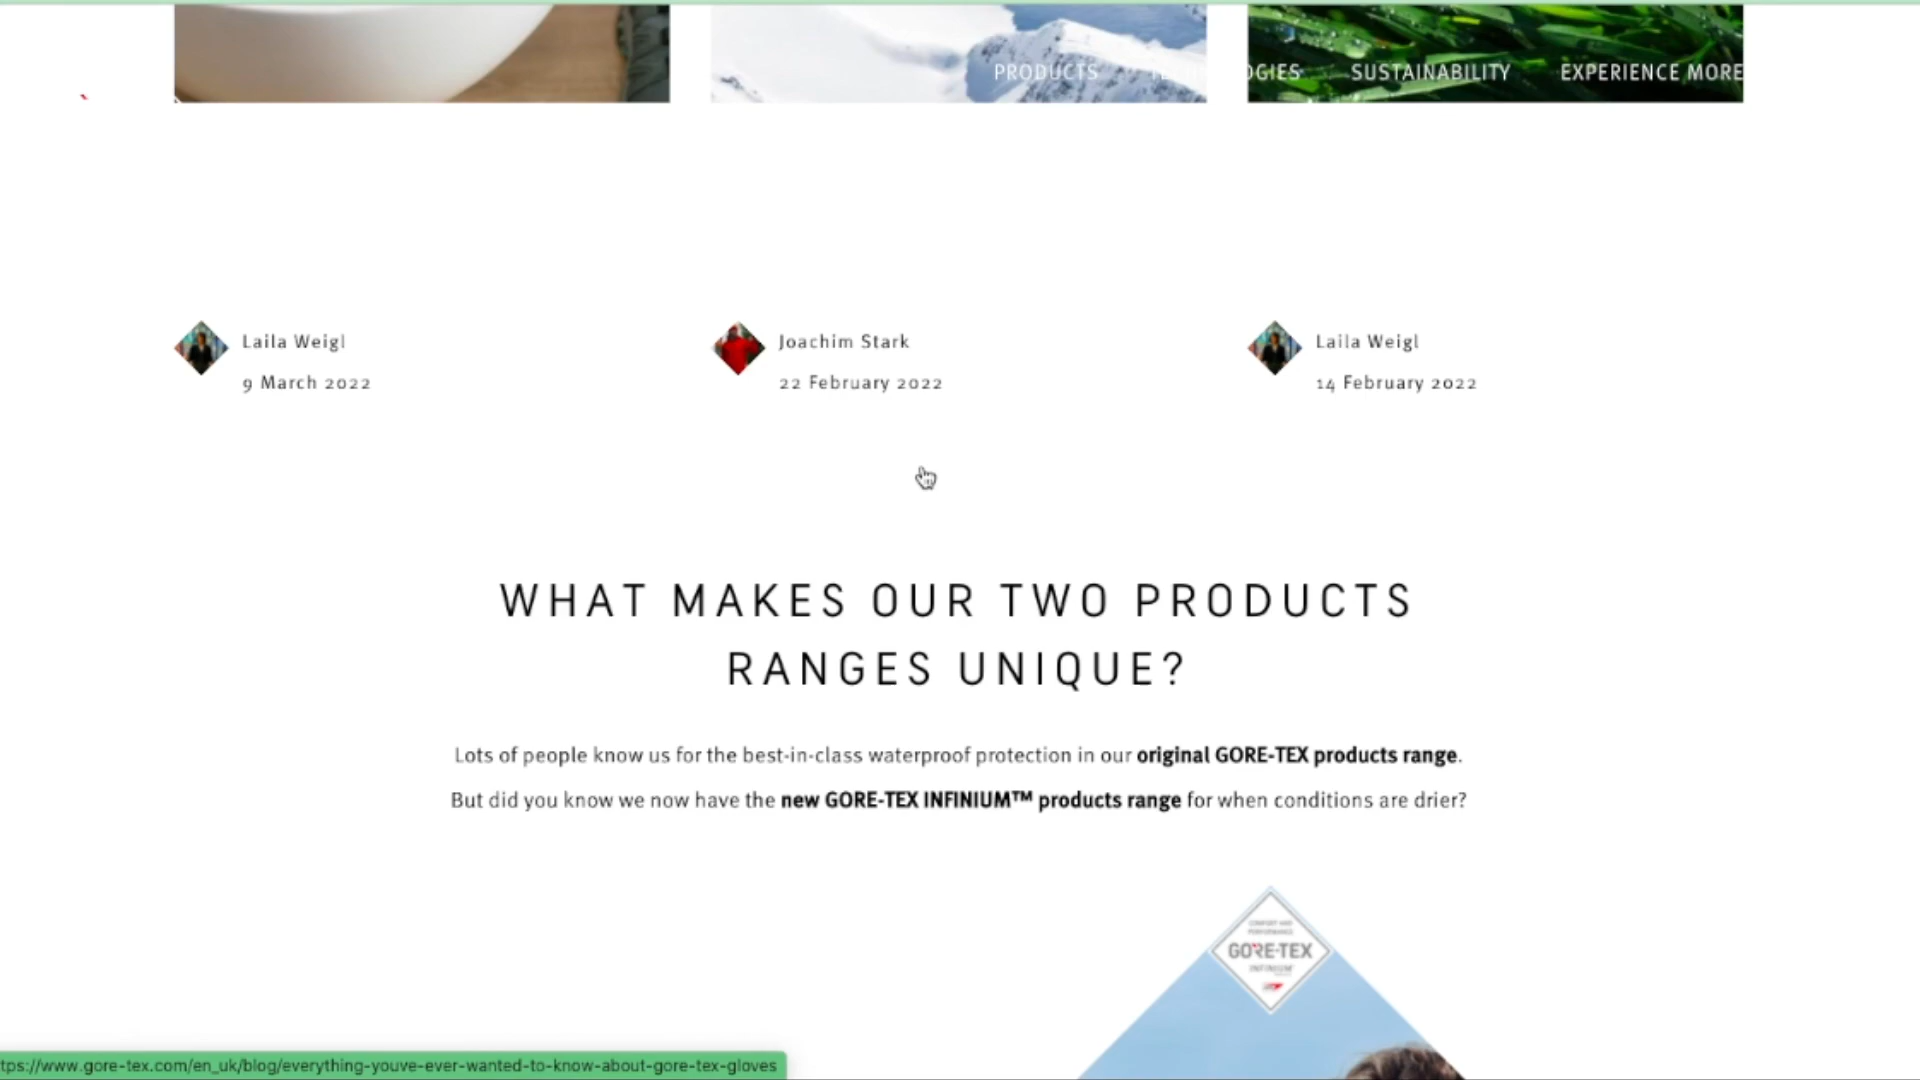 PRODUCTS SUSTAINABILITY EXPERIENCE MORE
Laila Weigl
9 March 2022
Joachim Stark
22 February 2022
Laila Weigl
14 February 2022
WHAT MAKES OUR TWO PRODUCTS
RANGES UNIQUE?
Lots of people know us for the best-in-class waterproof protection in our original GORE-TEX products range.
But did you know we now have the new GORE-TEX INFINIUM™ products range for when conditions are drier?
COMFORT AND
PERFORMANCE
GORE-TEX
INFINIUM
tps://www.gore-tex.com/en_uk/blog/everything-youve-ever-wanted-to-know-about-gore-tex-gloves